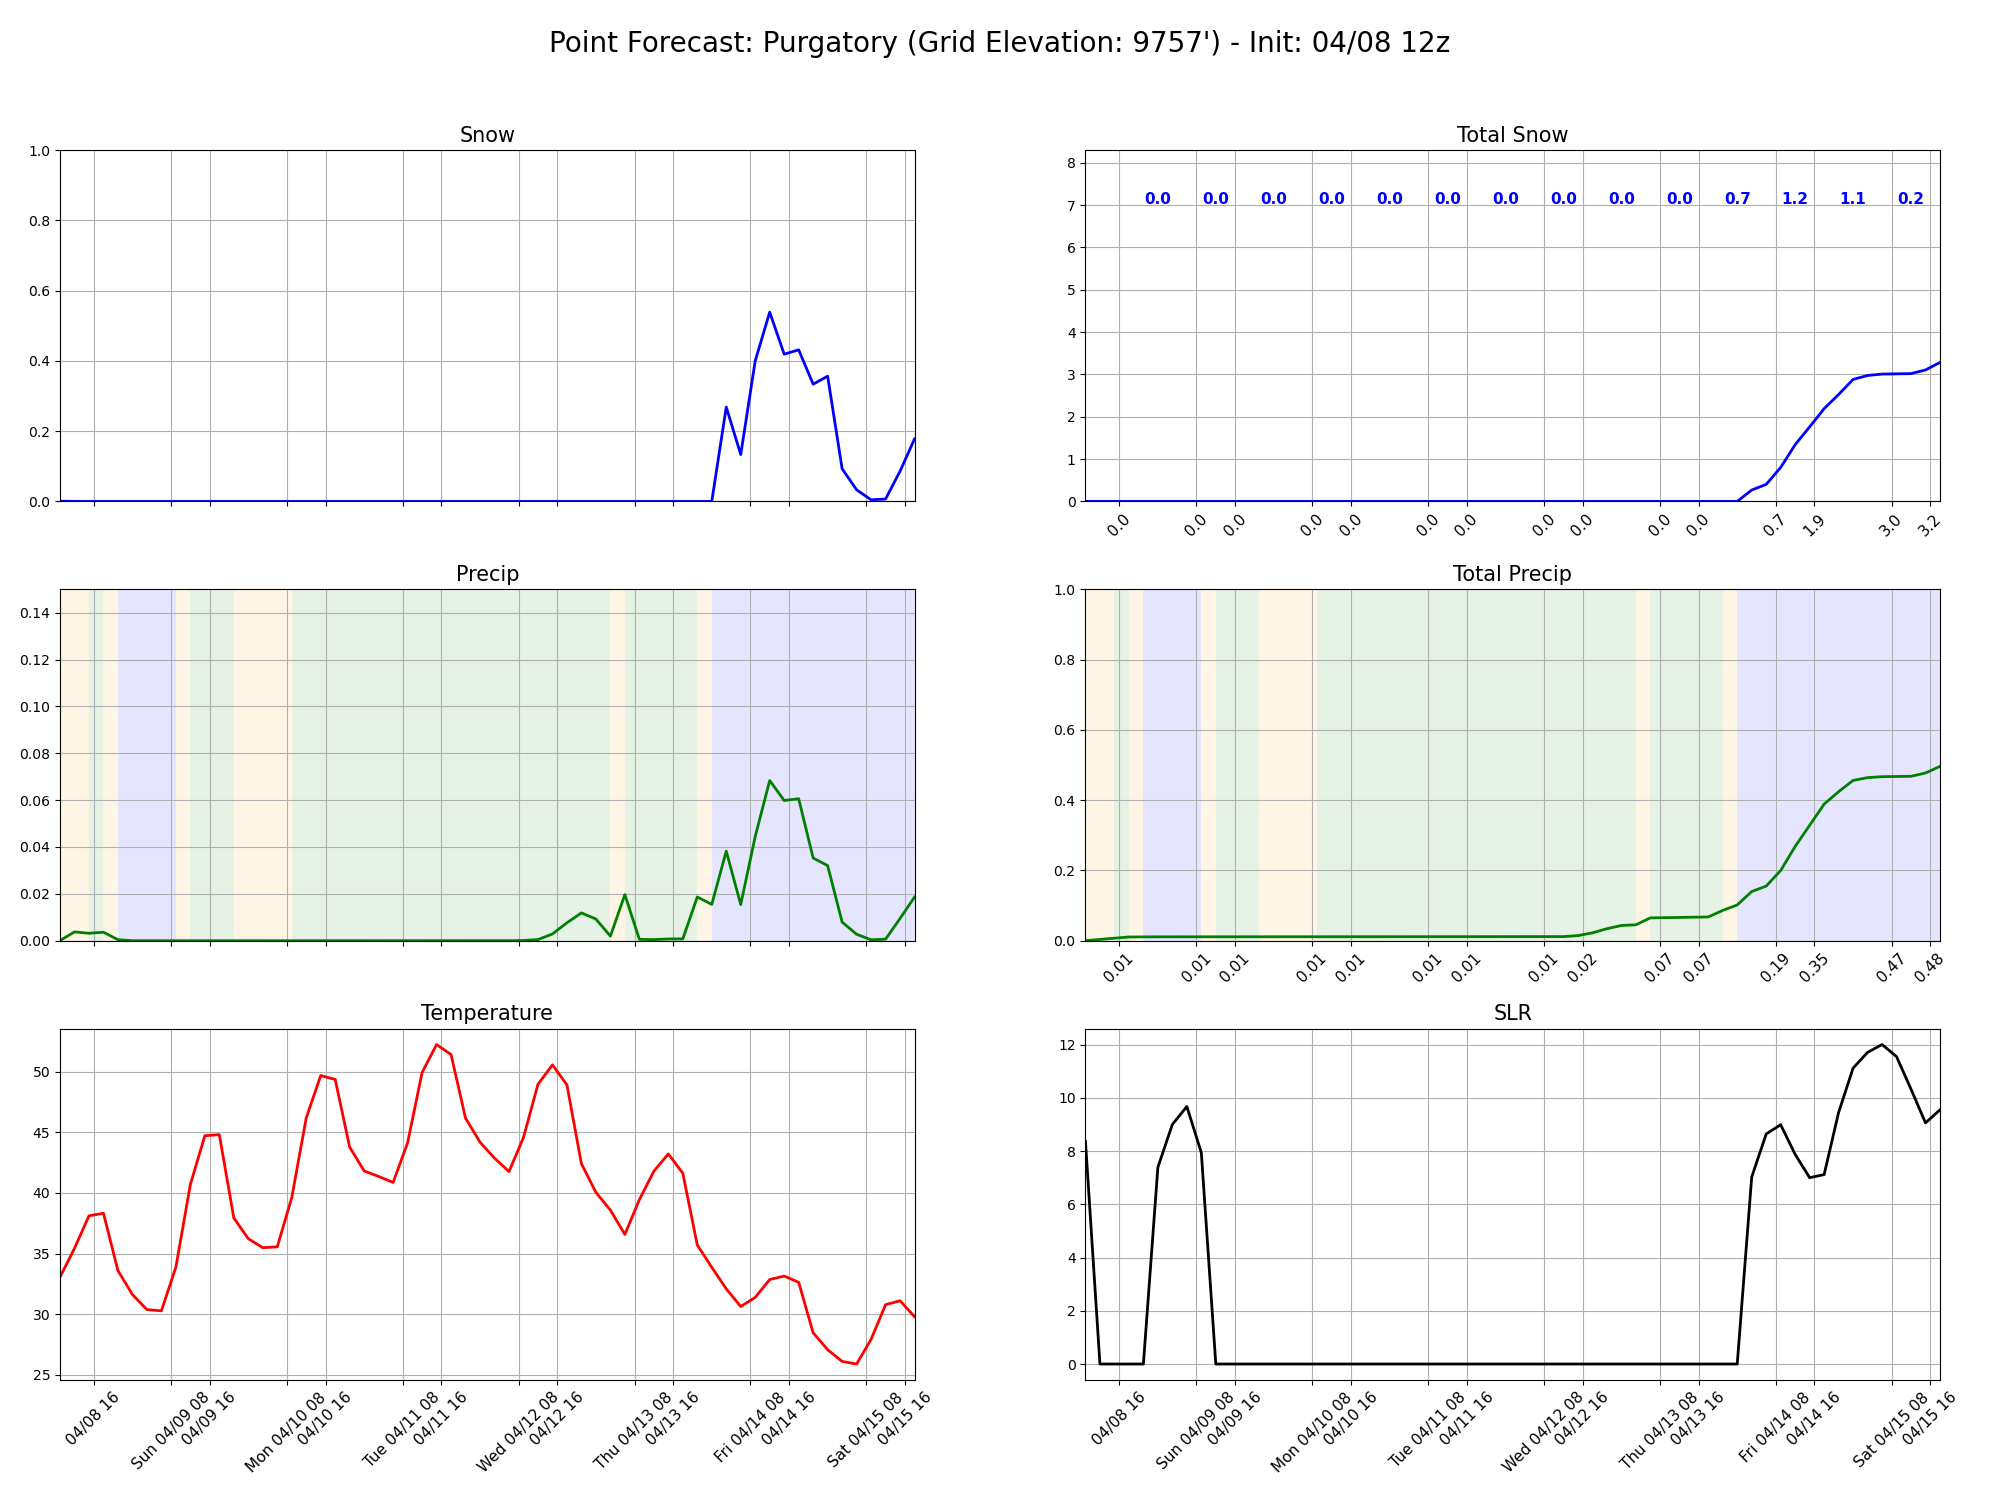 Point Forecast: Purgatory (Grid Elevation: 9757') - Init: 04/08 12z
Snow
1.0
0.8
0.6
0.4
0.2
0.0
Total Snow
8
7
6
5
4
3
2
1
0
0.0 0.0 0.0 0.0 0.0 0.0 0.0 0.0 0.0 0.0 0.7 1.2 1.1 0.2
0.0 0.0 0.0 0.0 0.0 0.0 0.0 0.0 0.0 0.0 0.0 0.7 1.9 3.0 3.2
Precip
0.14
0.12
0.10
0.08
0.06
0.04
0.02
0.00
Total Precip
1.0
0.8
0.6
0.4
0.2
0.0
0.01 0.01 0.01 0.01 0.01 0.01 0.01 0.01 0.02 0.07 0.07 0.19 0.35 0.47 0.48
Temperature
50
45
40
35
30
25
04/08 16
Sun 04/09 08
04/09 16
Mon 04/10 08
04/10 16
Tue 04/11 08
04/11 16
Wed 04/12 08
04/12 16
Thu 04/13 08
04/13 16
Fri 04/14 08
04/14 16
Sat 04/15 08
04/15 16
SLR
12
10
8
6
4
2
0
04/08 16
Sun 04/09 08
04/09 16
Mon 04/10 08
04/10 16
Tue 04/11 08
04/11 16
Wed 04/12 08
04/12 16
Thu 04/13 08
04/13 16
Fri 04/14 08
04/14 16
Sat 04/15 08
04/15 16